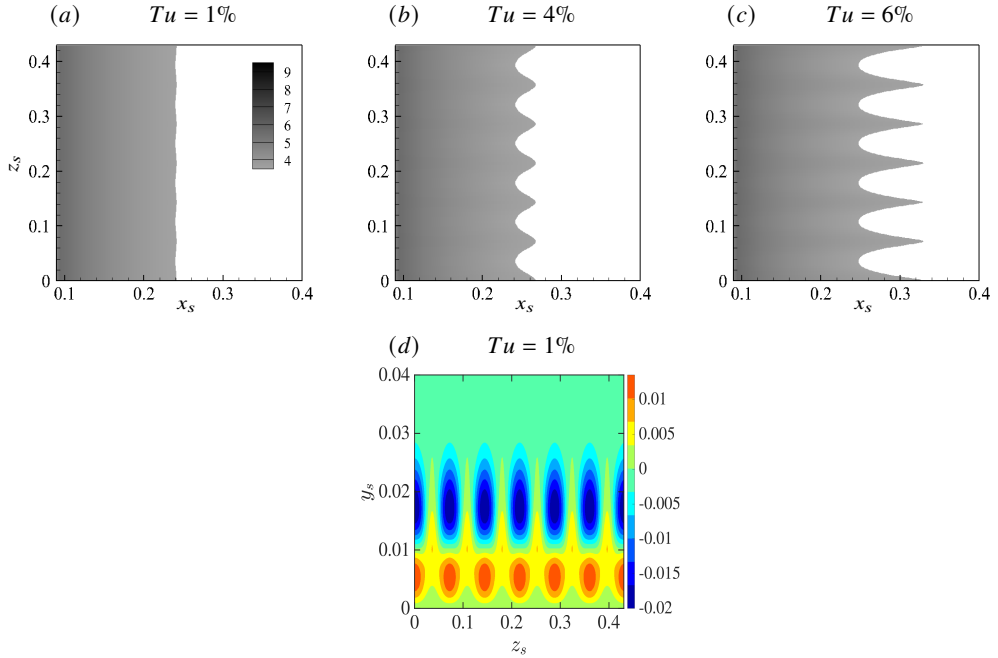 (a) Tu = 1%
(b) Tu = 4%
(c) Tu = 6%
0.4
0.3
0.2
0.1
0
z_s
9
8
7
6
5
4
0.1 0.2 0.3 0.4
x_s
0.4
0.3
0.2
0.1
0
0.1 0.2 0.3 0.4
x_s
0.4
0.3
0.2
0.1
0
0.1 0.2 0.3 0.4
x_s
(d) Tu = 1%
0.04
0.03
0.02
0.01
0
y_s
0 0.1 0.2 0.3 0.4
z_s
0.01
0.005
0
-0.005
-0.01
-0.015
-0.02